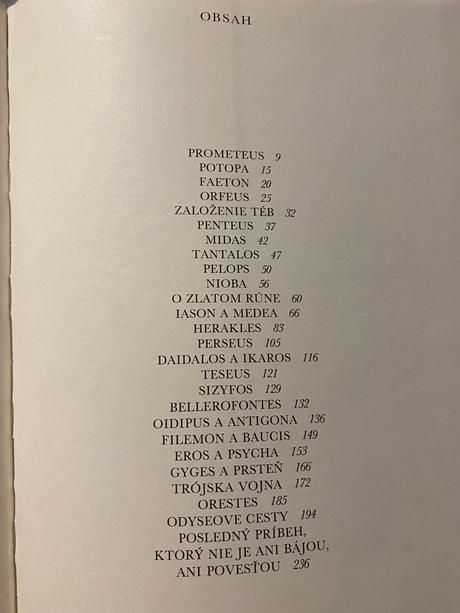 OBSAH
PROMETEUS 9
POTOPA 15
FAETON 20
ORFEUS 25
ZALOŽENIE TÉB 32
PENTEUS 37
MIDAS 42
TANTALOS 47
PELOPS 50
NIOBA 56
O ZLATOM RÚNE 60
IASON A MEDEA 66
HERAKLES 83
PERSEUS 105
DAIDALOS A IKAROS 116
TESEUS 121
SIZYFOS 129
BELLEROFONTES 132
OIDIPUS A ANTIGONA 136
FILEMON A BAUCIS 149
EROS A PSYCHA 153
GYGES A PRSTEŇ 166
TRÓJSKA VOJNA 172
ORESTES 185
ODYSEOVE CESTY 194
POSLEDNÝ PRÍBEH,
KTORÝ NIE JE ANI BÁJOU,
ANI POVESŤOU 236